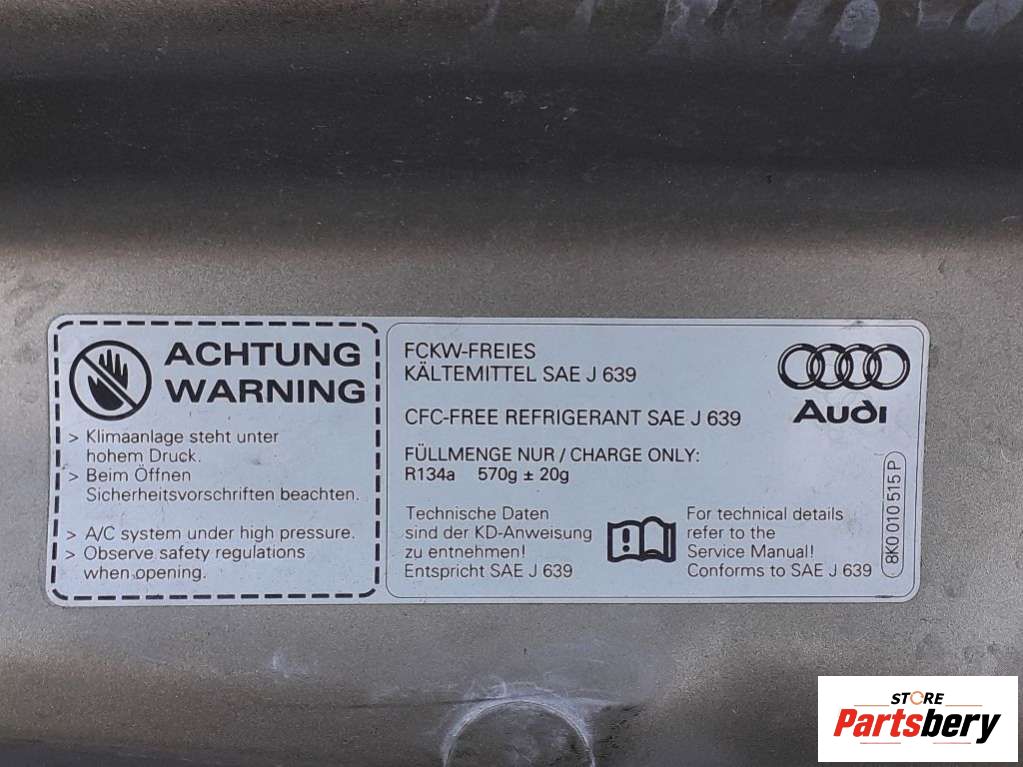 ACHTUNG
WARNING
> Klimaanlage steht unter
hohem Druck.
> Beim Öffnen
Sicherheitsvorschriften beachten.
> A/C system under high pressure.
> Observe safety regulations
when opening.
FCKW-FREIES
KÄLTEMITTEL SAE J 639
CFC-FREE REFRIGERANT SAE J 639
FÜLLMENGE NUR / CHARGE ONLY:
R134a 570g ± 20g
Technische Daten
sind der KD-Anweisung
zu entnehmen!
Entspricht SAE J 639
For technical details
refer to the
Service Manual!
Conforms to SAE J 639
Audi
8K0 010 515 P
STORE
Partsbery